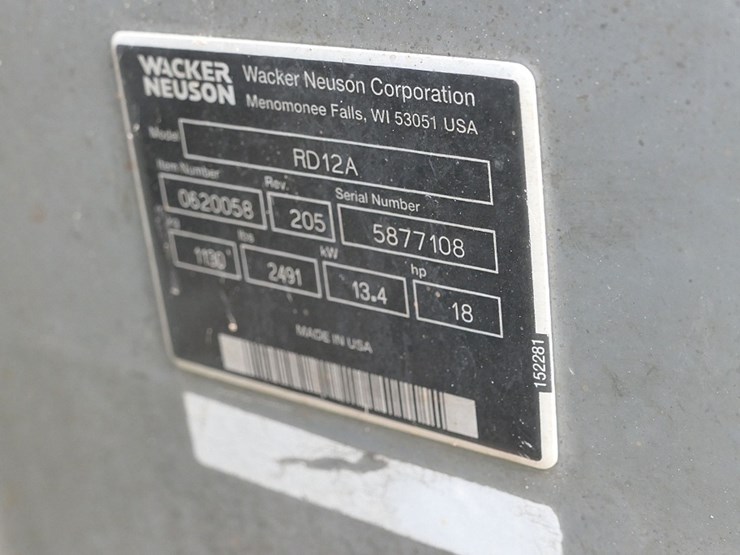 WACKER
NEUSON
Wacker Neuson Corporation
Menomonee Falls, WI 53051 USA
Model
RD12A
Item Number
Rev.
Serial Number
0620058
205
5877108
kg
lbs
kW
hp
1130
2491
13.4
18
MADE IN USA
152281